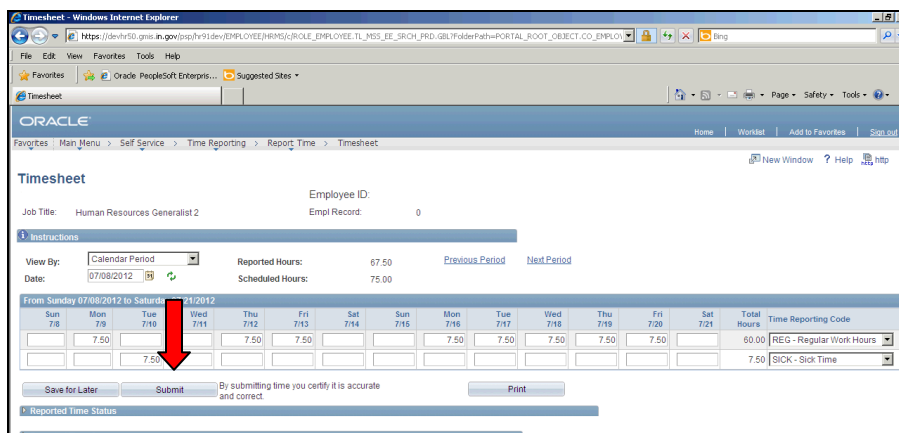 Timesheet - Windows Internet Explorer
https://devhr50.gmis.in.gov/psp/hr91dev/EMPLOYEE/HRMS/c/ROLE_EMPLOYEE.TL_MSS_EE_SRCH_PRD.GBL?FolderPath=PORTAL_ROOT_OBJECT.CO_EMPLOY Bing
File Edit View Favorites Tools Help
Favorites Oracle PeopleSoft Enterpris... Suggested Sites
Timesheet Page Safety Tools
ORACLE
Home Worklist Add to Favorites Sign out
Favorites Main Menu > Self Service > Time Reporting > Report Time > Timesheet
New Window ? Help http
Timesheet
Employee ID:
Job Title: Human Resources Generalist 2 Empl Record: 0
Instructions
View By: Calendar Period Reported Hours: 67.50 Previous Period Next Period
Date: 07/08/2012 31 Scheduled Hours: 75.00
From Sunday 07/08/2012 to Saturday /21/2012
Sun Mon Tue Wed Thu Fri Sat Sun Mon Tue Wed Thu Fri Sat Total Time Reporting Code
7/8 7/9 7/10 7/11 7/12 7/13 7/14 7/15 7/16 7/17 7/18 7/19 7/20 7/21 Hours
7.50 7.50 7.50 7.50 7.50 7.50 7.50 7.50 60.00 REG - Regular Work Hours
7.50 7.50 SICK - Sick Time
Save for Later Submit By submitting time you certify it is accurate Print
and correct.
Reported Time Status